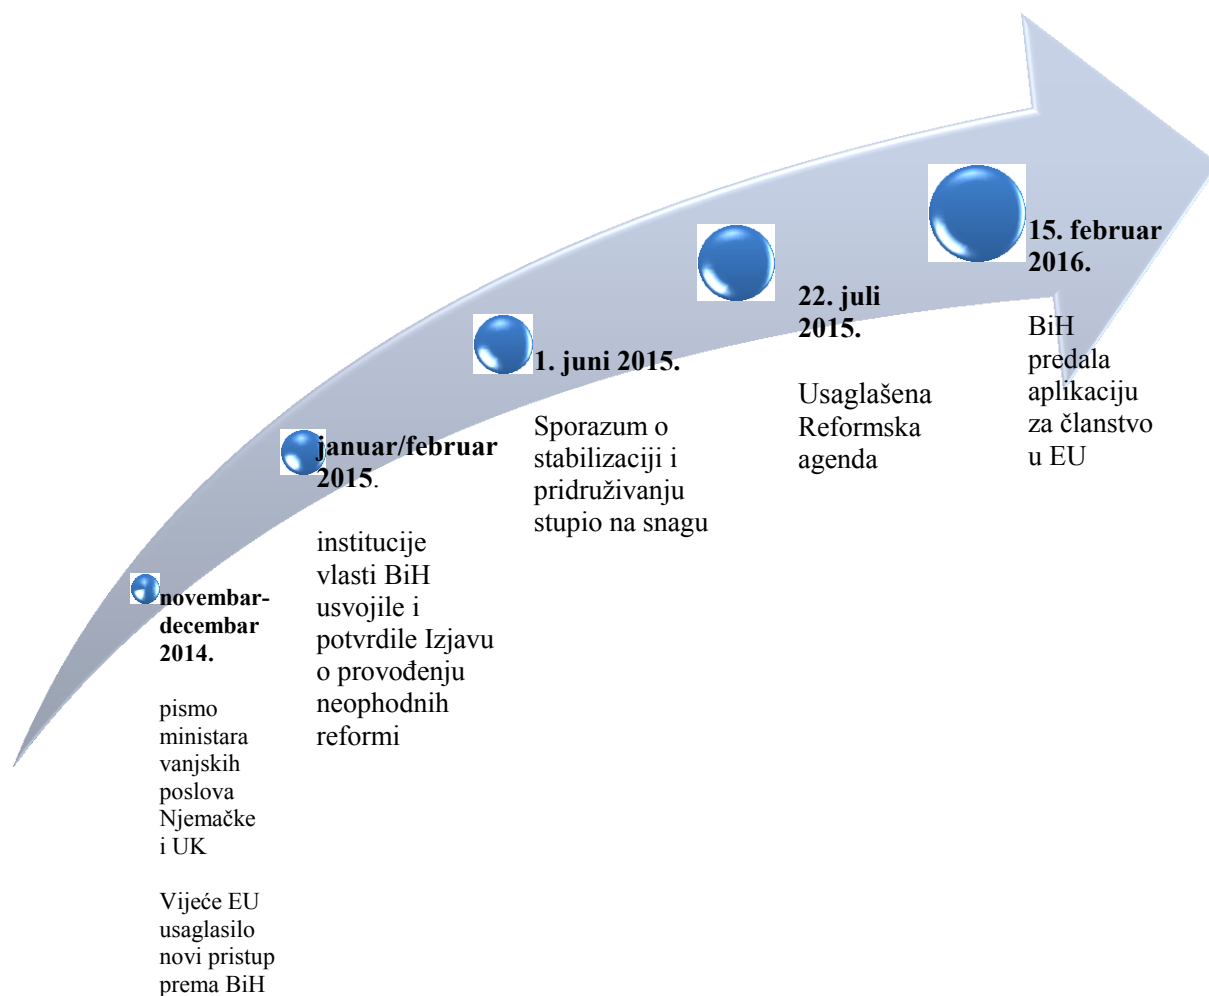 novembar-
decembar
2014.
pismo
ministara
vanjskih
poslova
Njemačke
i UK
Vijeće EU
usaglasilo
novi pristup
prema BiH
januar/februar
2015.
institucije
vlasti BiH
usvojile i
potvrdile Izjavu
o provođenju
neophodnih
reformi
1. juni 2015.
Sporazum o
stabilizaciji i
pridruživanju
stupio na snagu
22. juli
2015.
Usaglašena
Reformska
agenda
15. februar
2016.
BiH
predala
aplikaciju
za članstvo
u EU